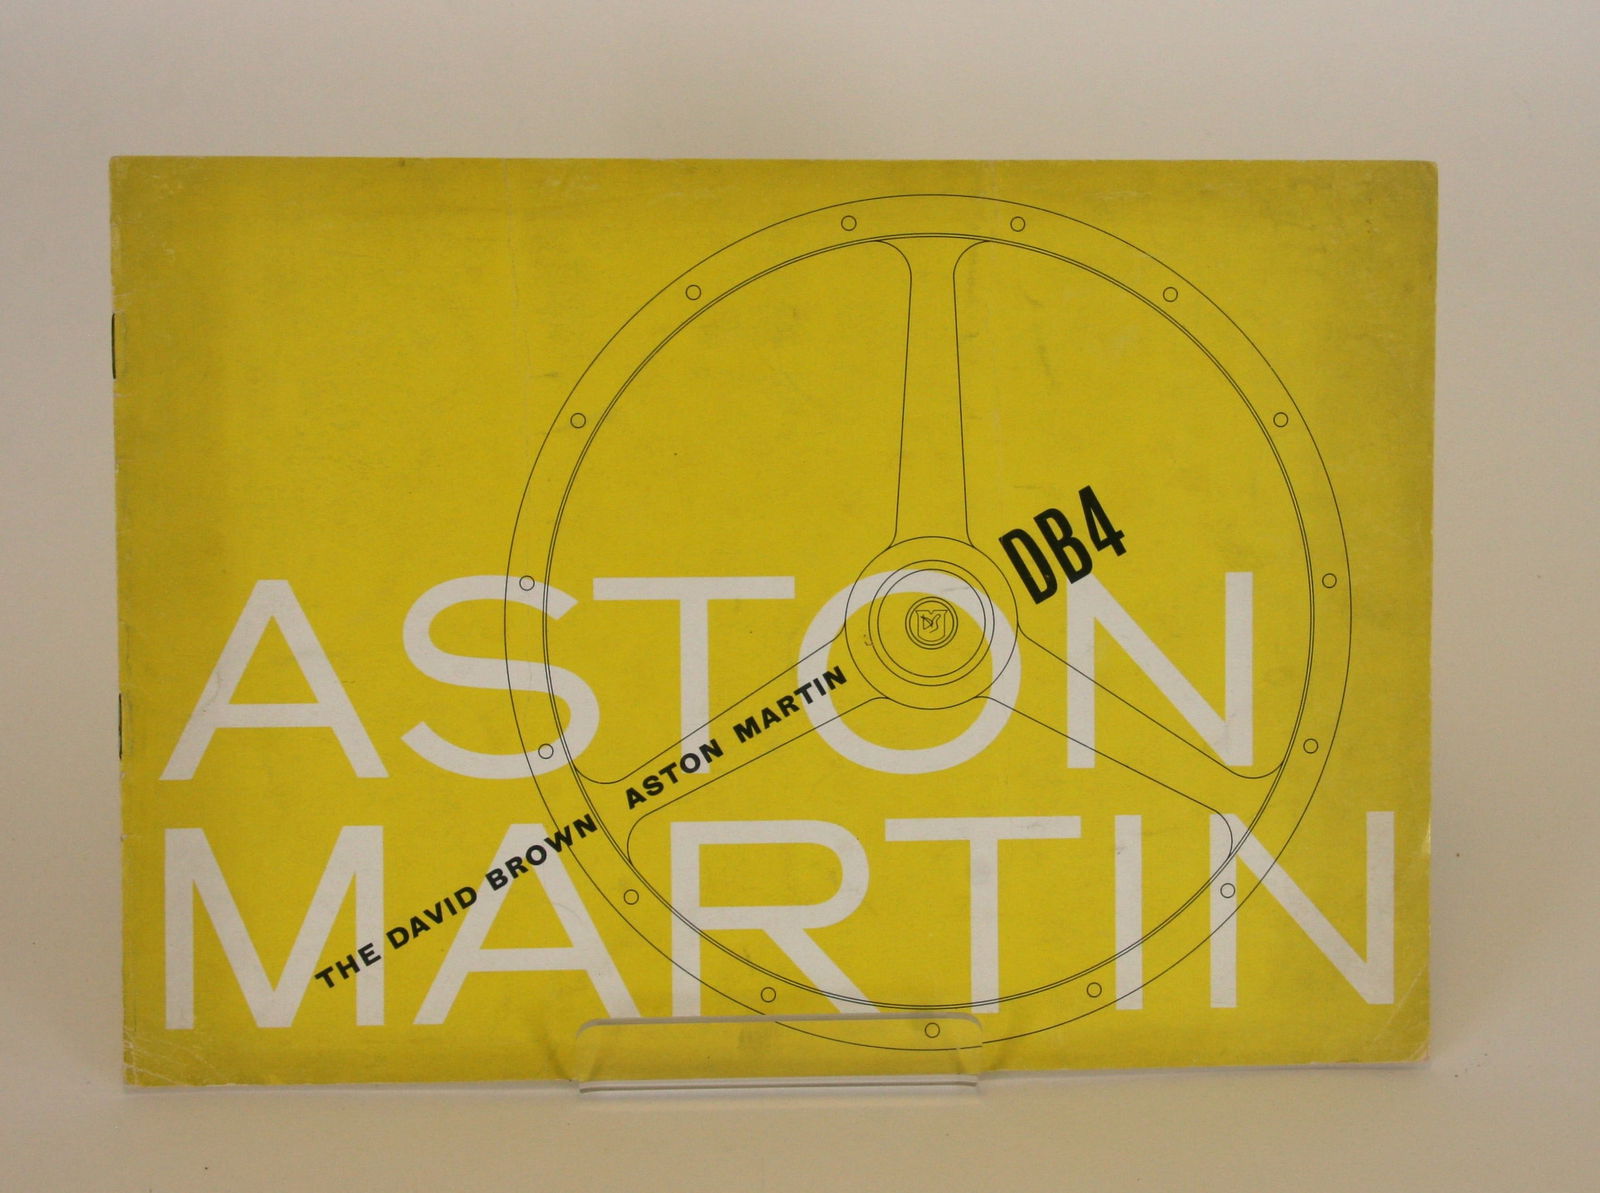 ASTON
MARTIN
THE DAVID BROWN ASTON MARTIN DB4